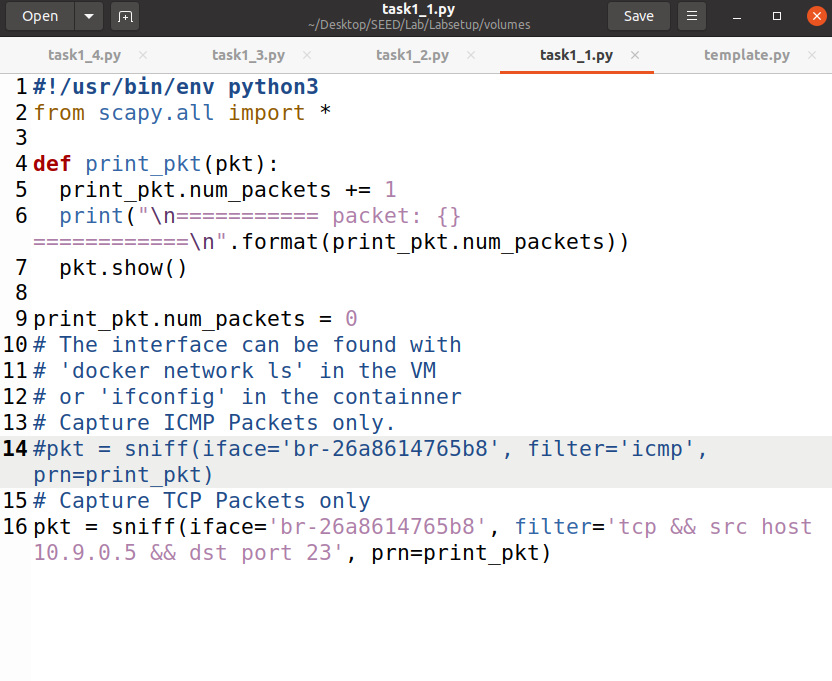 Open
task1_1.py
~/Desktop/SEED/Lab/Labsetup/volumes
Save
task1_4.py × task1_3.py × task1_2.py × task1_1.py × template.py ×
1 #!/usr/bin/env python3
2 from scapy.all import *
3
4 def print_pkt(pkt):
5   print_pkt.num_packets += 1
6   print("\n=========== packet: {}
============\n".format(print_pkt.num_packets))
7   pkt.show()
8
9 print_pkt.num_packets = 0
10 # The interface can be found with
11 # 'docker network ls' in the VM
12 # or 'ifconfig' in the containner
13 # Capture ICMP Packets only.
14 #pkt = sniff(iface='br-26a8614765b8', filter='icmp',
prn=print_pkt)
15 # Capture TCP Packets only
16 pkt = sniff(iface='br-26a8614765b8', filter='tcp && src host
10.9.0.5 && dst port 23', prn=print_pkt)